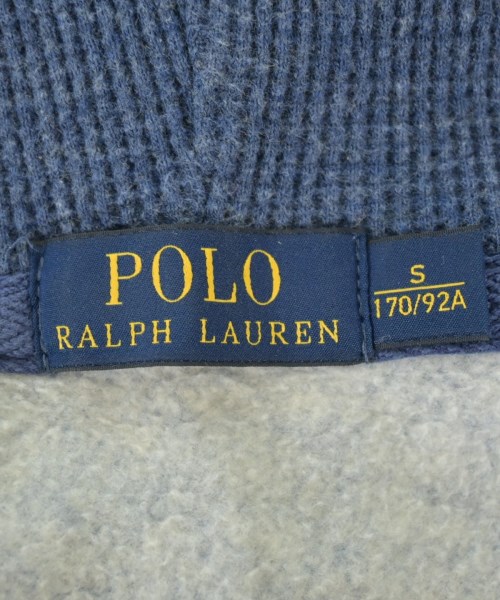 POLO
RALPH LAUREN
S
170/92A